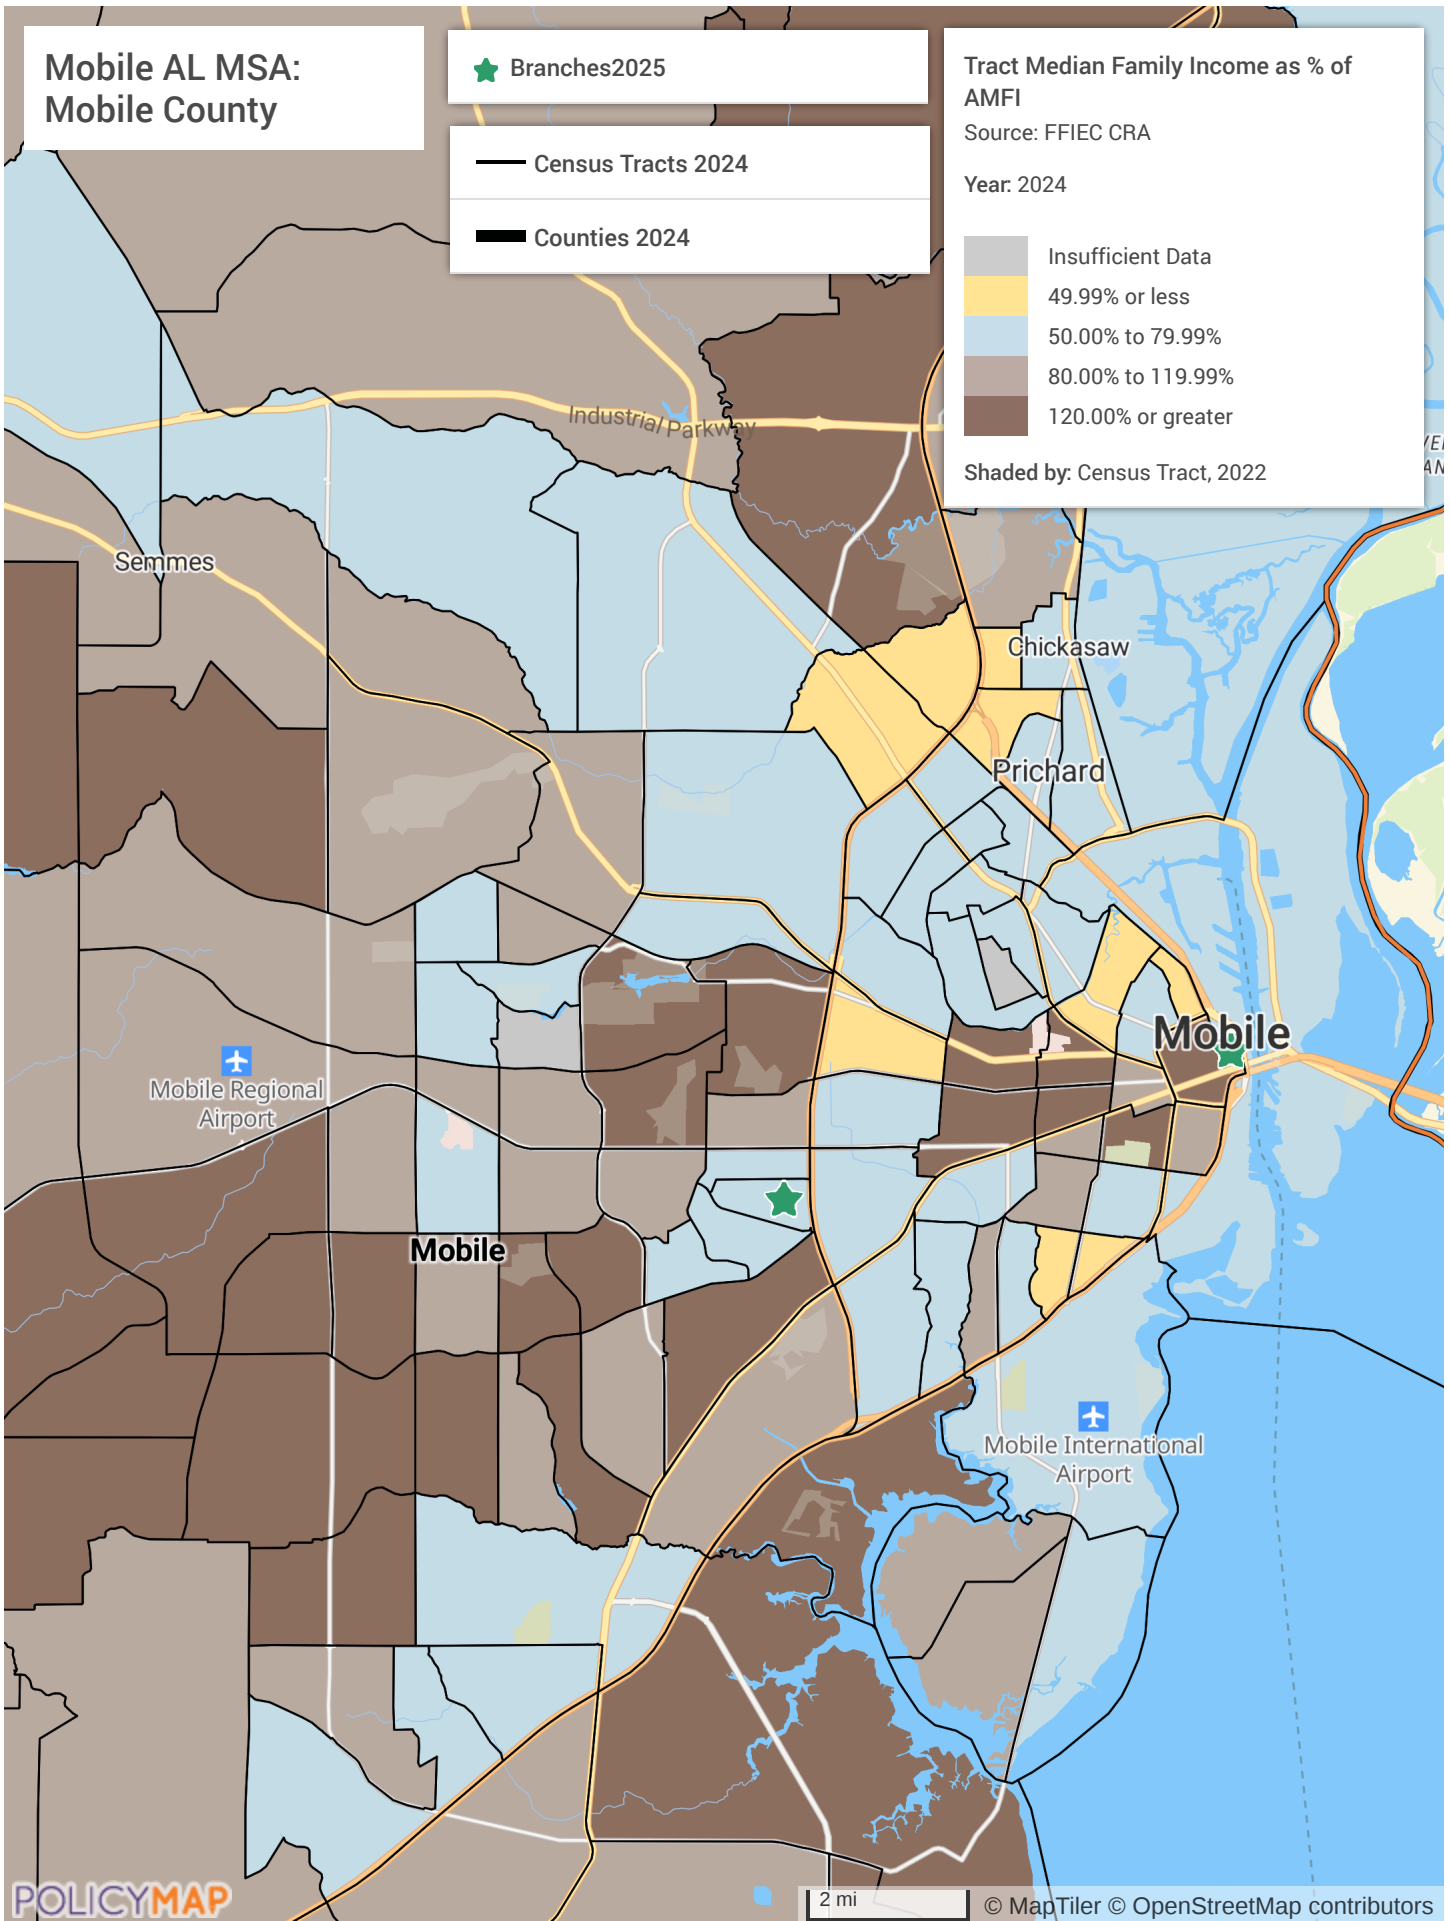 Mobile AL MSA:
Mobile County
Branches2025
Census Tracts 2024
Counties 2024
Tract Median Family Income as % of
AMFI
Source: FFIEC CRA
Year: 2024
Insufficient Data
49.99% or less
50.00% to 79.99%
80.00% to 119.99%
120.00% or greater
Shaded by: Census Tract, 2022
Industrial Parkway
Semmes
Chickasaw
Prichard
Mobile
Mobile Regional
Airport
Mobile
Mobile International
Airport
POLICYMAP
2 mi
© MapTiler © OpenStreetMap contributors